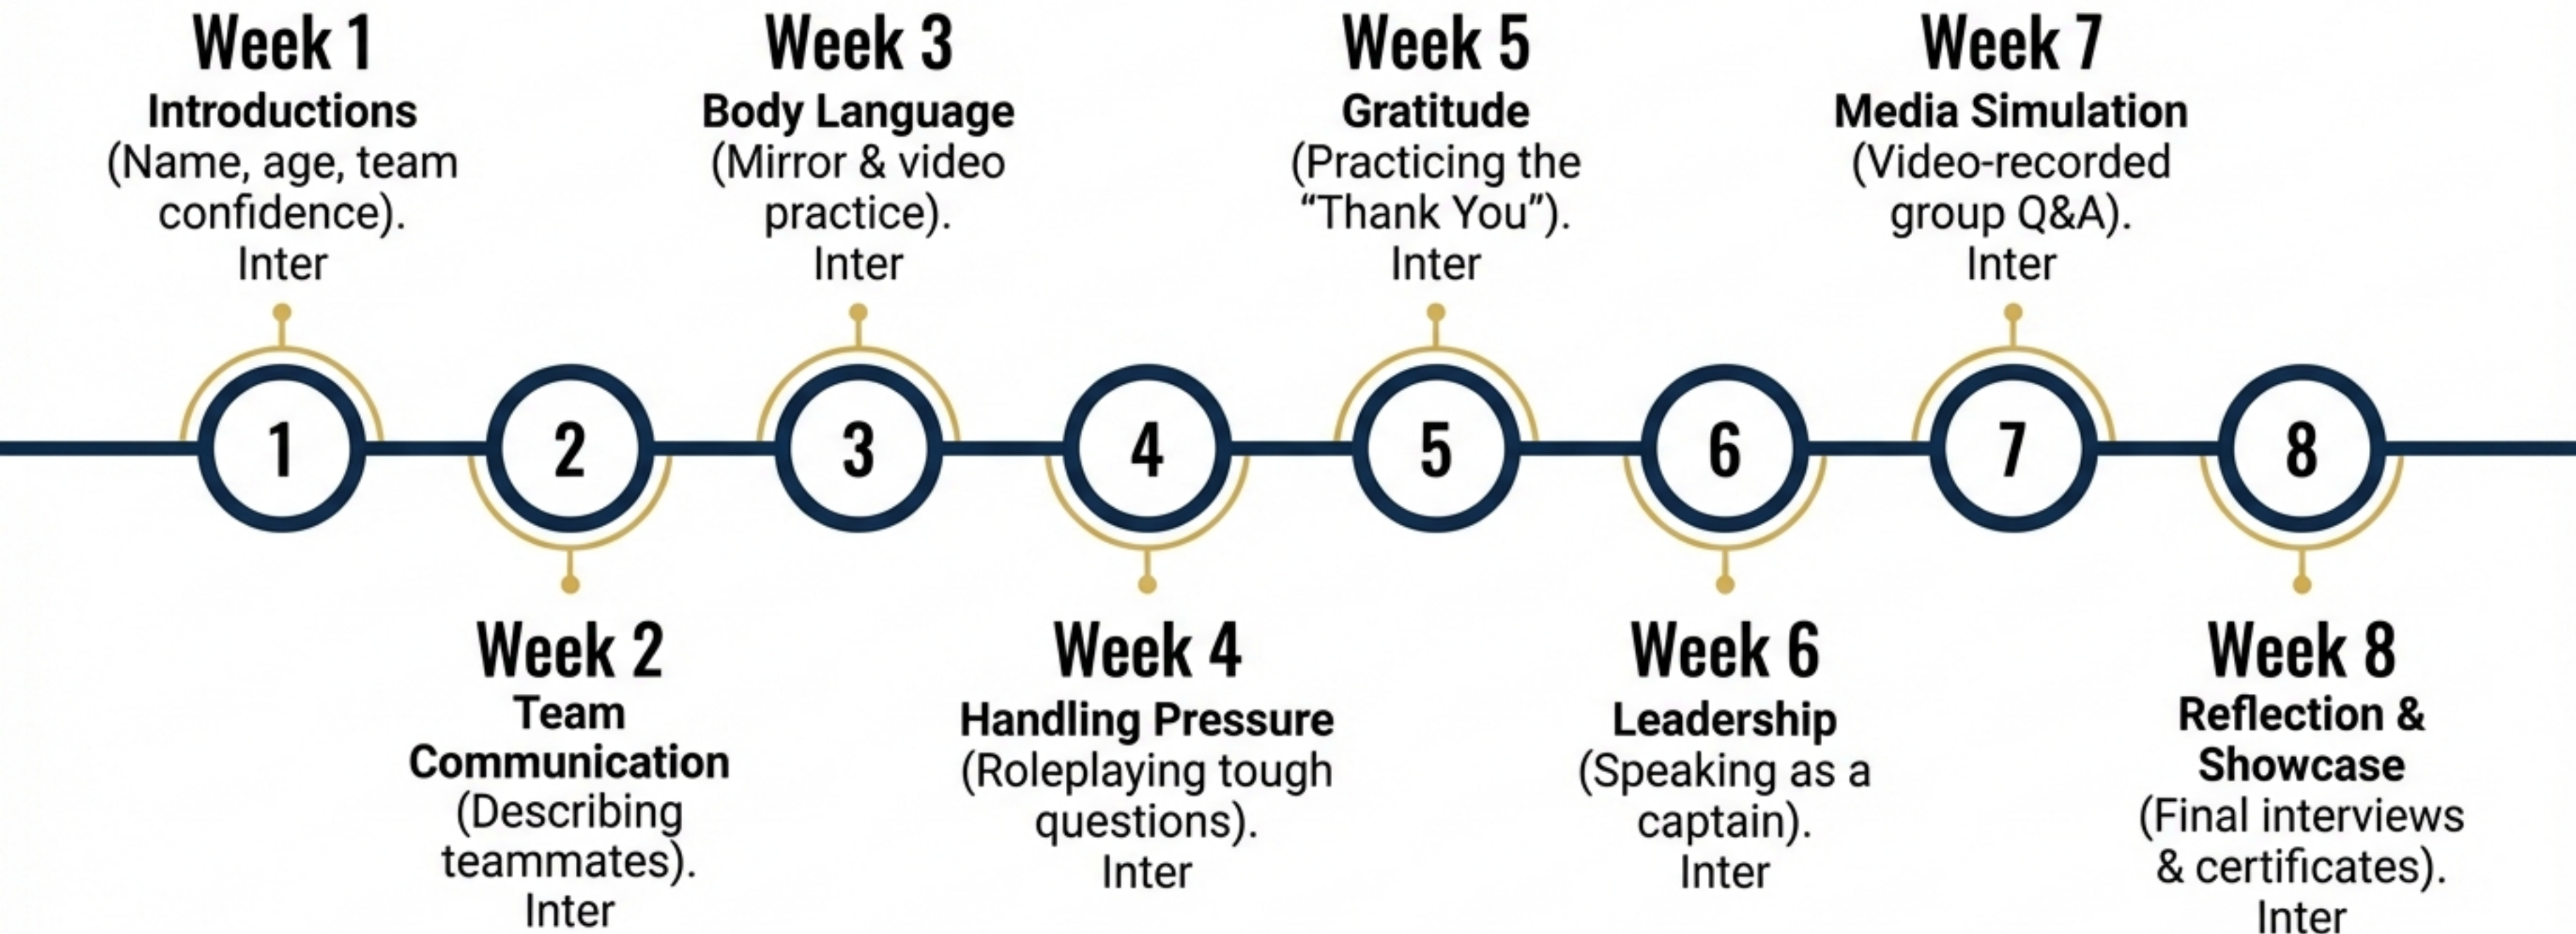 Week 1
Introductions
(Name, age, team
confidence).
Inter
Week 3
Body Language
(Mirror & video
practice).
Inter
Week 5
Gratitude
(Practicing the
“Thank You”).
Inter
Week 7
Media Simulation
(Video-recorded
group Q&A).
Inter
1
2
3
4
5
6
7
8
Week 2
Team
Communication
(Describing
teammates).
Inter
Week 4
Handling Pressure
(Roleplaying tough
questions).
Inter
Week 6
Leadership
(Speaking as a
captain).
Inter
Week 8
Reflection &
Showcase
(Final interviews
& certificates).
Inter